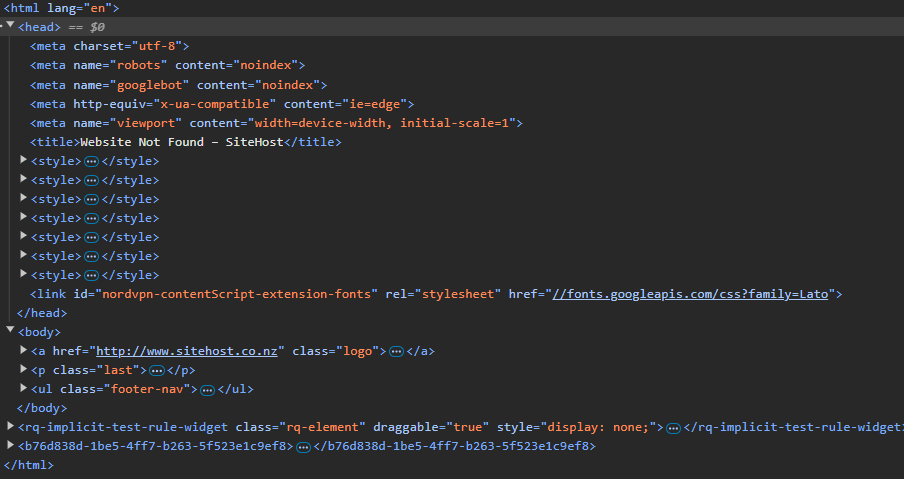 <html lang="en">
<head> == $0
<meta charset="utf-8">
<meta name="robots" content="noindex">
<meta name="googlebot" content="noindex">
<meta http-equiv="x-ua-compatible" content="ie=edge">
<meta name="viewport" content="width=device-width, initial-scale=1">
<title>Website Not Found – SiteHost</title>
<style>…</style>
<style>…</style>
<style>…</style>
<style>…</style>
<style>…</style>
<style>…</style>
<style>…</style>
<link id="nordvpn-contentScript-extension-fonts" rel="stylesheet" href="//fonts.googleapis.com/css?family=Lato">
</head>
<body>
<a href="http://www.sitehost.co.nz" class="logo">…</a>
<p class="last">…</p>
<ul class="footer-nav">…</ul>
</body>
<rq-implicit-test-rule-widget class="rq-element" draggable="true" style="display: none;">…</rq-implicit-test-rule-widget>
<b76d838d-1be5-4ff7-b263-5f523e1c9ef8>…</b76d838d-1be5-4ff7-b263-5f523e1c9ef8>
</html>